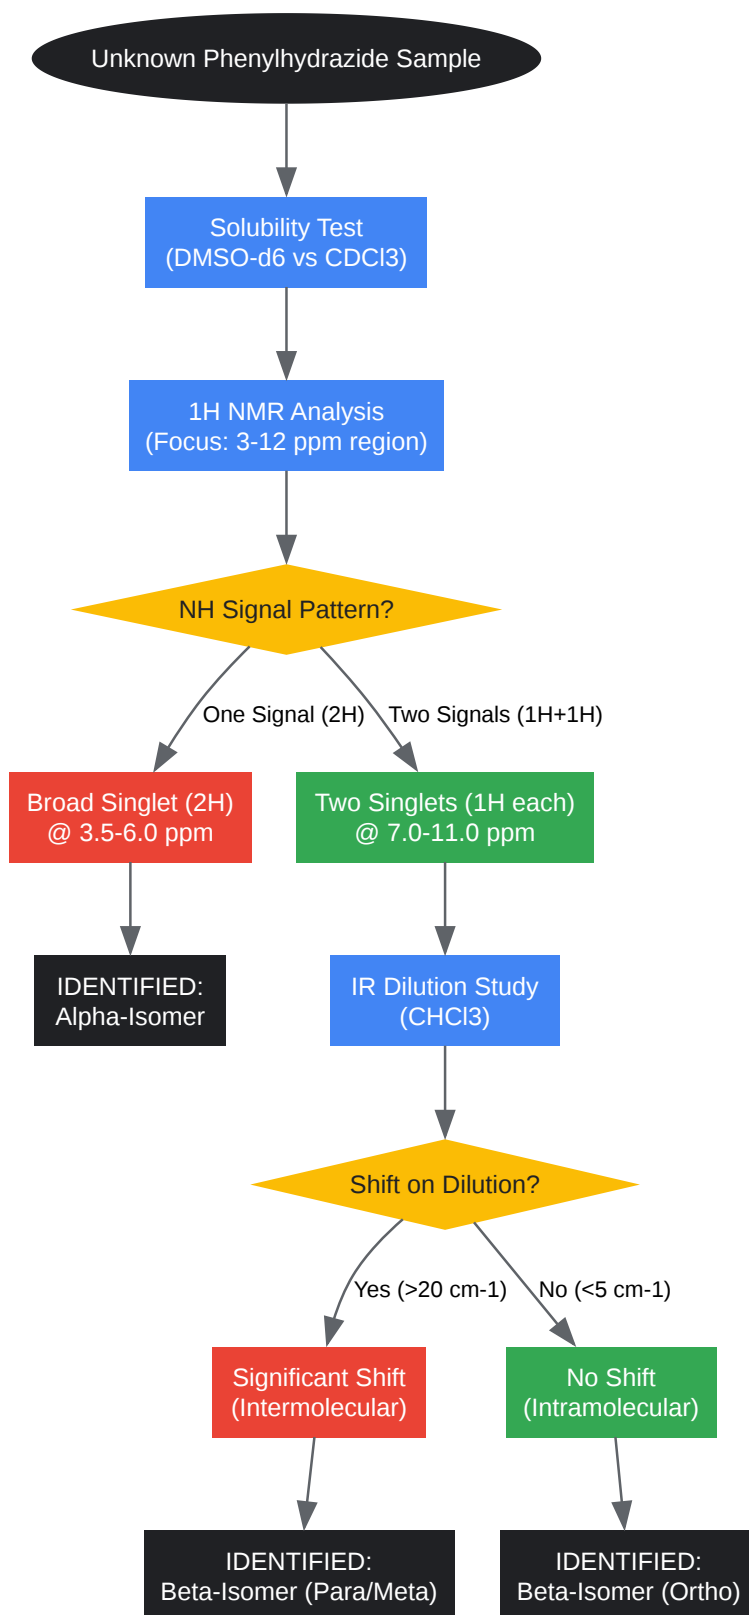 Unknown Phenylhydrazide Sample
Solubility Test
(DMSO-d6 vs CDCl3)
1H NMR Analysis
(Focus: 3-12 ppm region)
NH Signal Pattern?
One Signal (2H)
Two Signals (1H+1H)
Broad Singlet (2H)
@ 3.5-6.0 ppm
Two Singlets (1H each)
@ 7.0-11.0 ppm
IDENTIFIED:
Alpha-Isomer
IR Dilution Study
(CHCl3)
Shift on Dilution?
Yes (>20 cm-1)
No (<5 cm-1)
Significant Shift
(Intermolecular)
No Shift
(Intramolecular)
IDENTIFIED:
Beta-Isomer (Para/Meta)
IDENTIFIED:
Beta-Isomer (Ortho)